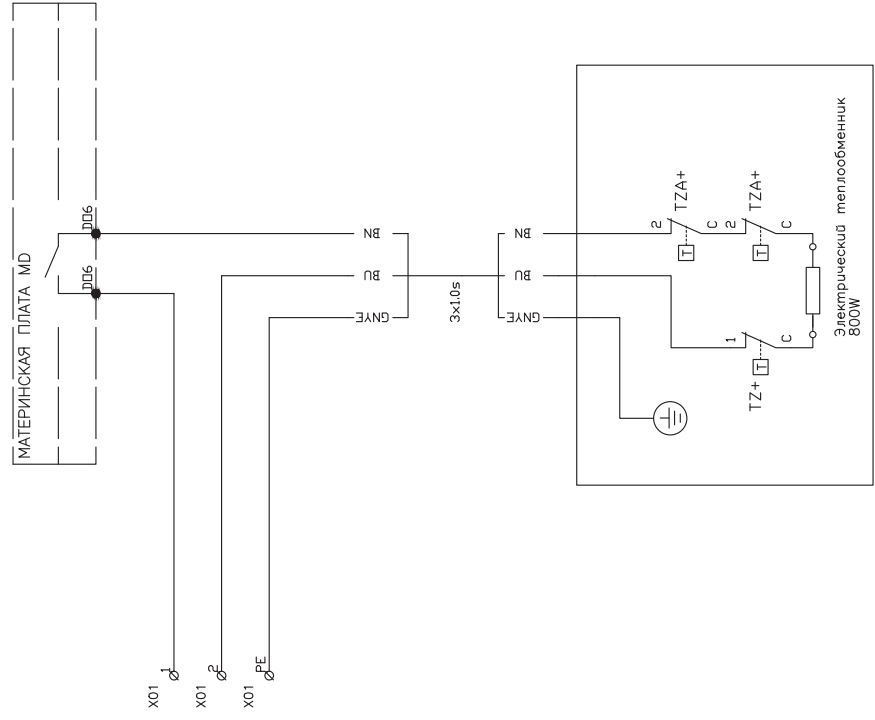 МАТЕРИНСКАЯ ПЛАТА MD
DO6
DO6
X01 1
X01 2
X01 PE
BN
BU
GNYE
3x1.0s
BN
BU
GNYE
2
TZA+
T
C
2
TZA+
T
C
1
TZ+
T
C
Электрический теплообменник
800W